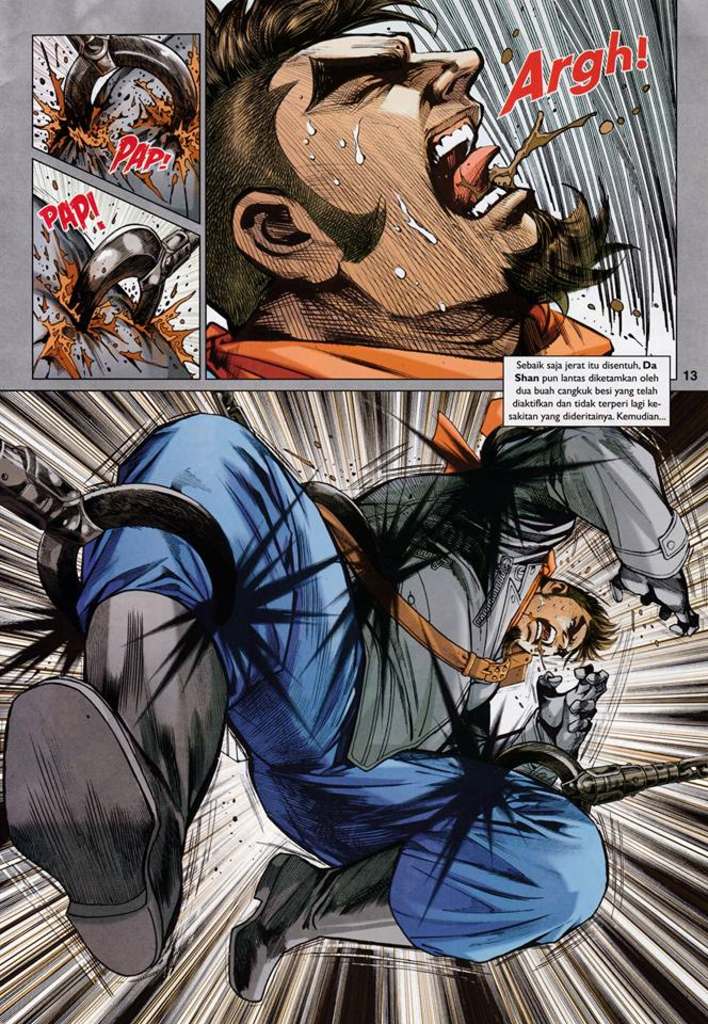 PAP!
PAP!
Argh!
Sebaik saja jerat itu disentuh, Da
Shan pun lantas diketamkan oleh
dua buah cangkuk besi yang telah
diaktifkan dan tidak terperi lagi ke-
sakitan yang dideritainya. Kemudian...
13